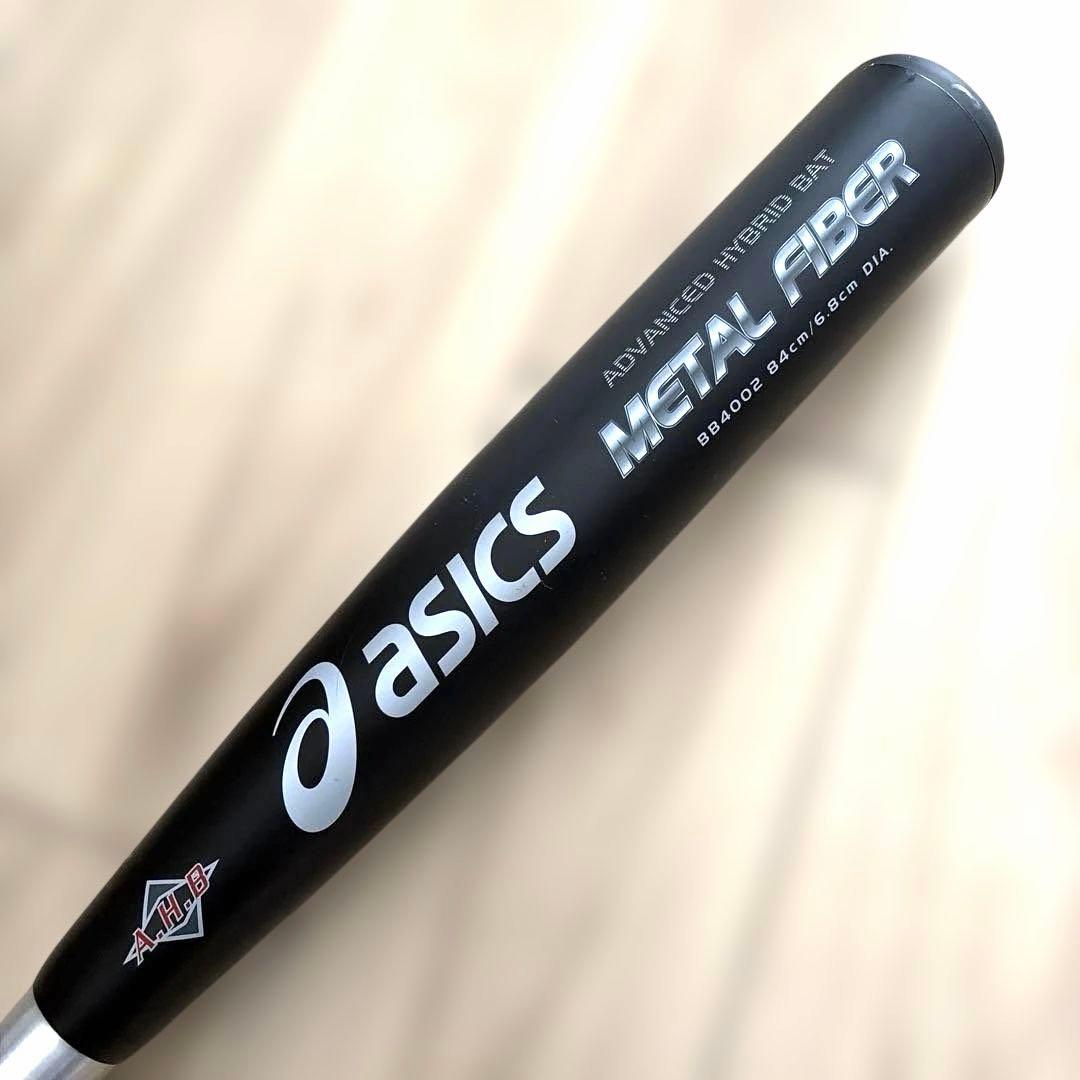 ADVANCED HYBRID BAT
METAL FIBER
BB4002 84cm/6.8cm DIA.
asics
A.H.B